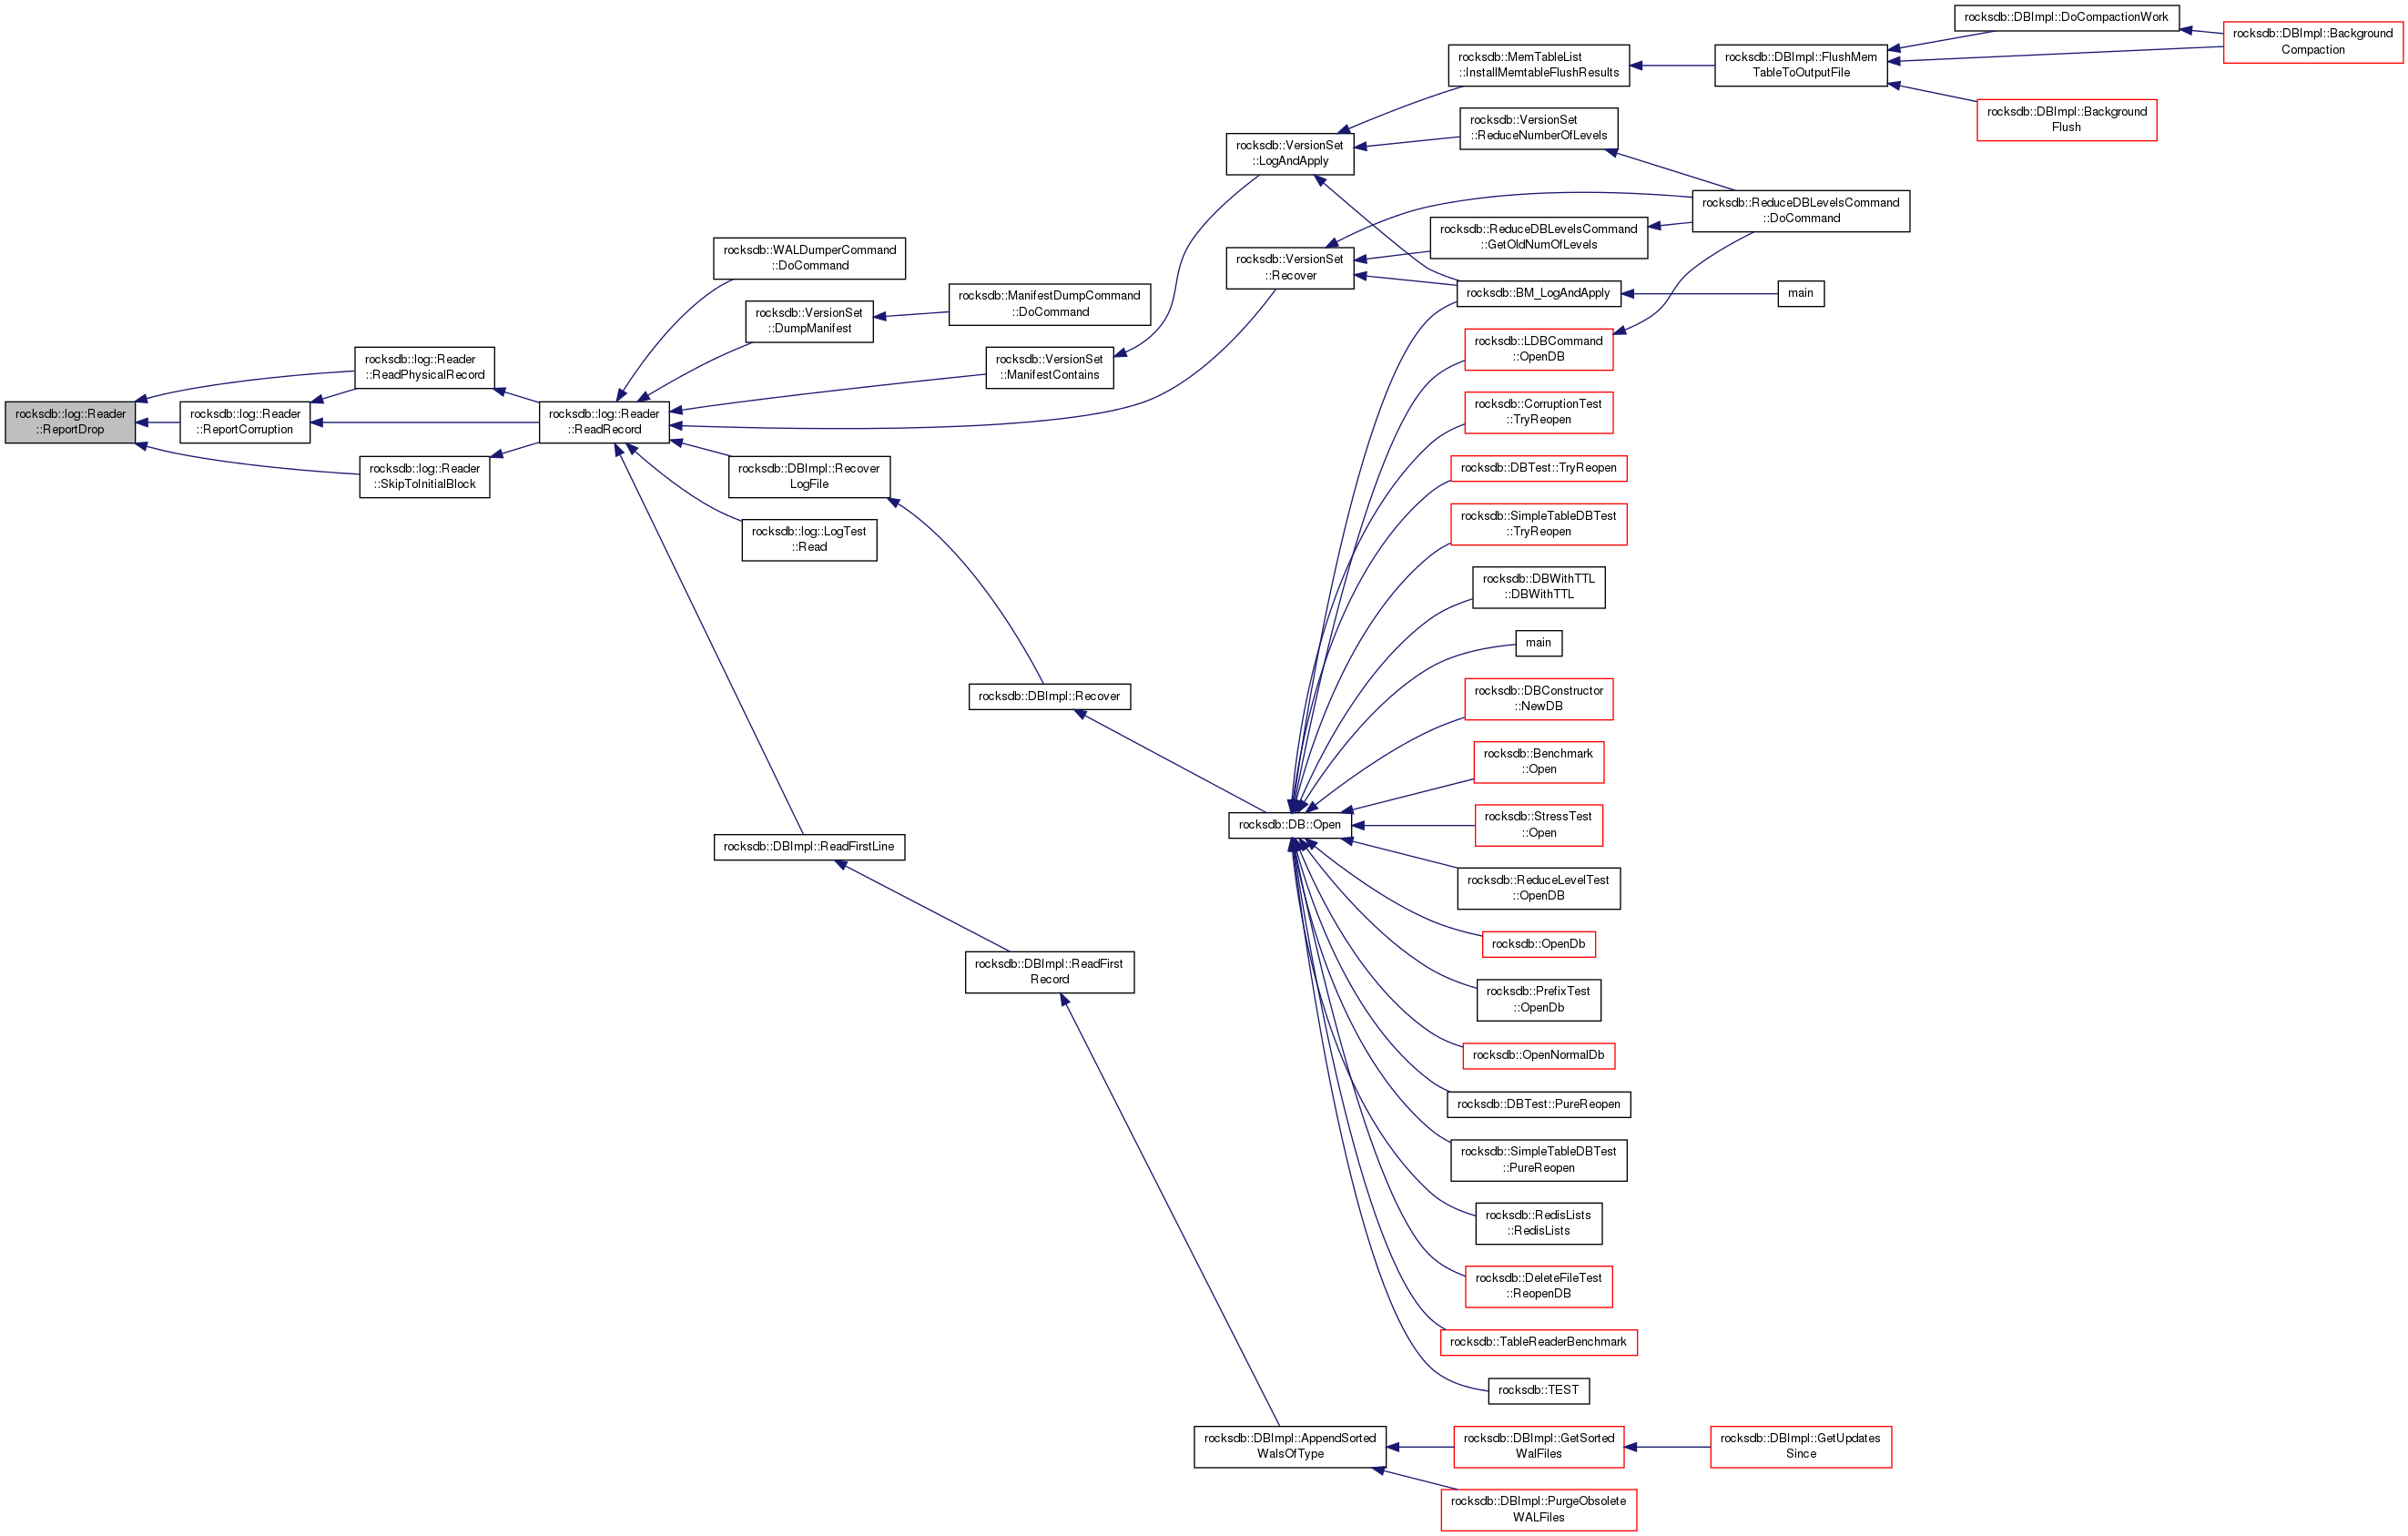 rocksdb::log::Reader
::ReportDrop
rocksdb::log::Reader
::ReadPhysicalRecord
rocksdb::log::Reader
::ReportCorruption
rocksdb::log::Reader
::SkipToInitialBlock
rocksdb::log::Reader
::ReadRecord
rocksdb::WALDumperCommand
::DoCommand
rocksdb::VersionSet
::DumpManifest
rocksdb::ManifestDumpCommand
::DoCommand
rocksdb::VersionSet
::ManifestContains
rocksdb::DBImpl::Recover
LogFile
rocksdb::log::LogTest
::Read
rocksdb::DBImpl::Recover
rocksdb::DBImpl::ReadFirstLine
rocksdb::DBImpl::ReadFirst
Record
rocksdb::VersionSet
::LogAndApply
rocksdb::VersionSet
::Recover
rocksdb::DB::Open
rocksdb::DBImpl::AppendSorted
WalsOfType
rocksdb::MemTableList
::InstallMemtableFlushResults
rocksdb::VersionSet
::ReduceNumberOfLevels
rocksdb::ReduceDBLevelsCommand
::GetOldNumOfLevels
rocksdb::BM_LogAndApply
rocksdb::LDBCommand
::OpenDB
rocksdb::CorruptionTest
::TryReopen
rocksdb::DBTest::TryReopen
rocksdb::SimpleTableDBTest
::TryReopen
rocksdb::DBWithTTL
::DBWithTTL
main
rocksdb::DBConstructor
::NewDB
rocksdb::Benchmark
::Open
rocksdb::StressTest
::Open
rocksdb::ReduceLevelTest
::OpenDB
rocksdb::OpenDb
rocksdb::PrefixTest
::OpenDb
rocksdb::OpenNormalDb
rocksdb::DBTest::PureReopen
rocksdb::SimpleTableDBTest
::PureReopen
rocksdb::RedisLists
::RedisLists
rocksdb::DeleteFileTest
::ReopenDB
rocksdb::TableReaderBenchmark
rocksdb::TEST
rocksdb::DBImpl::GetSorted
WalFiles
rocksdb::DBImpl::PurgeObsolete
WALFiles
rocksdb::DBImpl::FlushMem
TableToOutputFile
rocksdb::ReduceDBLevelsCommand
::DoCommand
main
rocksdb::DBImpl::GetUpdates
Since
rocksdb::DBImpl::DoCompactionWork
rocksdb::DBImpl::Background
Flush
rocksdb::DBImpl::Background
Compaction